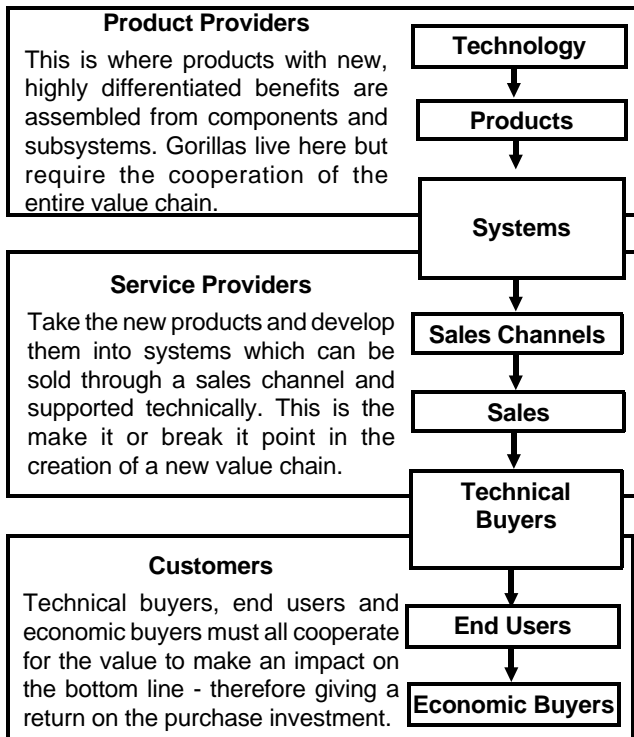 Product Providers
This is where products with new,
highly differentiated benefits are
assembled from components and
subsystems. Gorillas live here but
require the cooperation of the
entire value chain.
Technology
Products
Systems
Service Providers
Take the new products and develop
them into systems which can be
sold through a sales channel and
supported technically. This is the
make it or break it point in the
creation of a new value chain.
Sales Channels
Sales
Technical
Buyers
Customers
Technical buyers, end users and
economic buyers must all cooperate
for the value to make an impact on
the bottom line - therefore giving a
return on the purchase investment.
End Users
Economic Buyers